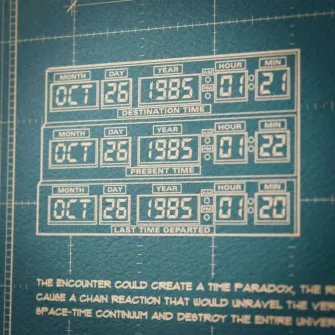 MONTH DAY YEAR AM PM HOUR MIN
OCT 26 1985 01 21
DESTINATION TIME
MONTH DAY YEAR AM PM HOUR MIN
OCT 26 1985 01 22
PRESENT TIME
MONTH DAY YEAR AM PM HOUR MIN
OCT 26 1985 01 20
LAST TIME DEPARTED
THE ENCOUNTER COULD CREATE A TIME PARADOX, THE RE
CAUSE A CHAIN REACTION THAT WOULD UNRAVEL THE VER
SPACE-TIME CONTINUUM AND DESTROY THE ENTIRE UNIVER